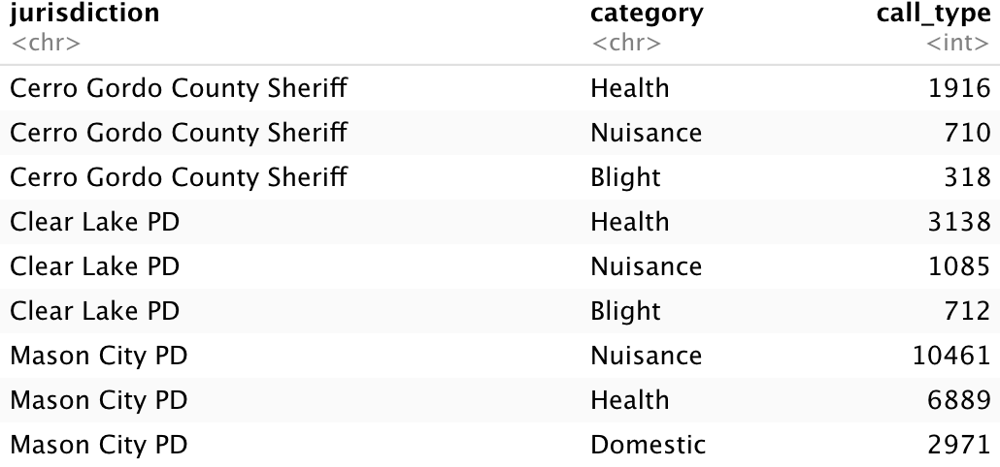 jurisdiction category call_type
<chr> <chr> <int>
Cerro Gordo County Sheriff Health 1916
Cerro Gordo County Sheriff Nuisance 710
Cerro Gordo County Sheriff Blight 318
Clear Lake PD Health 3138
Clear Lake PD Nuisance 1085
Clear Lake PD Blight 712
Mason City PD Nuisance 10461
Mason City PD Health 6889
Mason City PD Domestic 2971